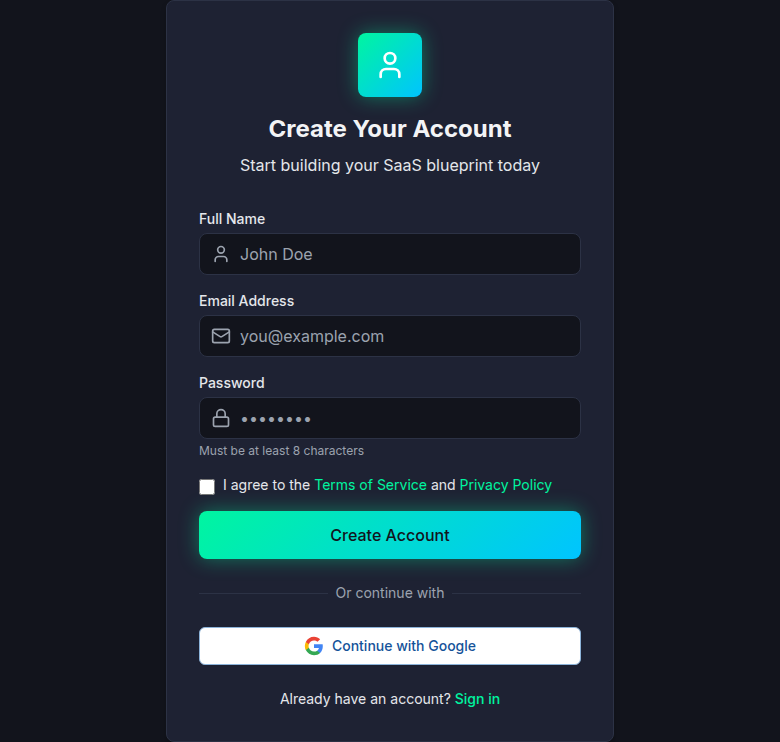 Create Your Account
Start building your SaaS blueprint today
Full Name
John Doe
Email Address
you@example.com
Password
••••••••
Must be at least 8 characters
I agree to the Terms of Service and Privacy Policy
Create Account
Or continue with
Continue with Google
Already have an account? Sign in